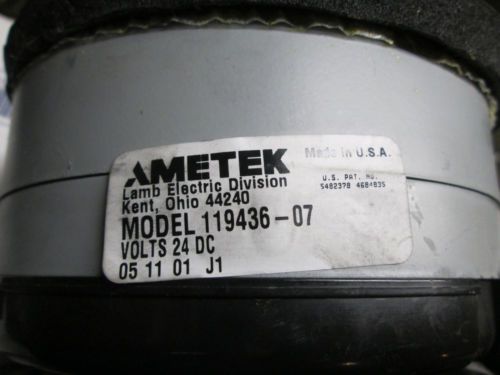 AMETEK
Made in U.S.A.
Lamb Electric Division
Kent, Ohio 44240
U.S. PAT. NO.
5482378 4684835
MODEL 119436-07
VOLTS 24 DC
05 11 01 J1